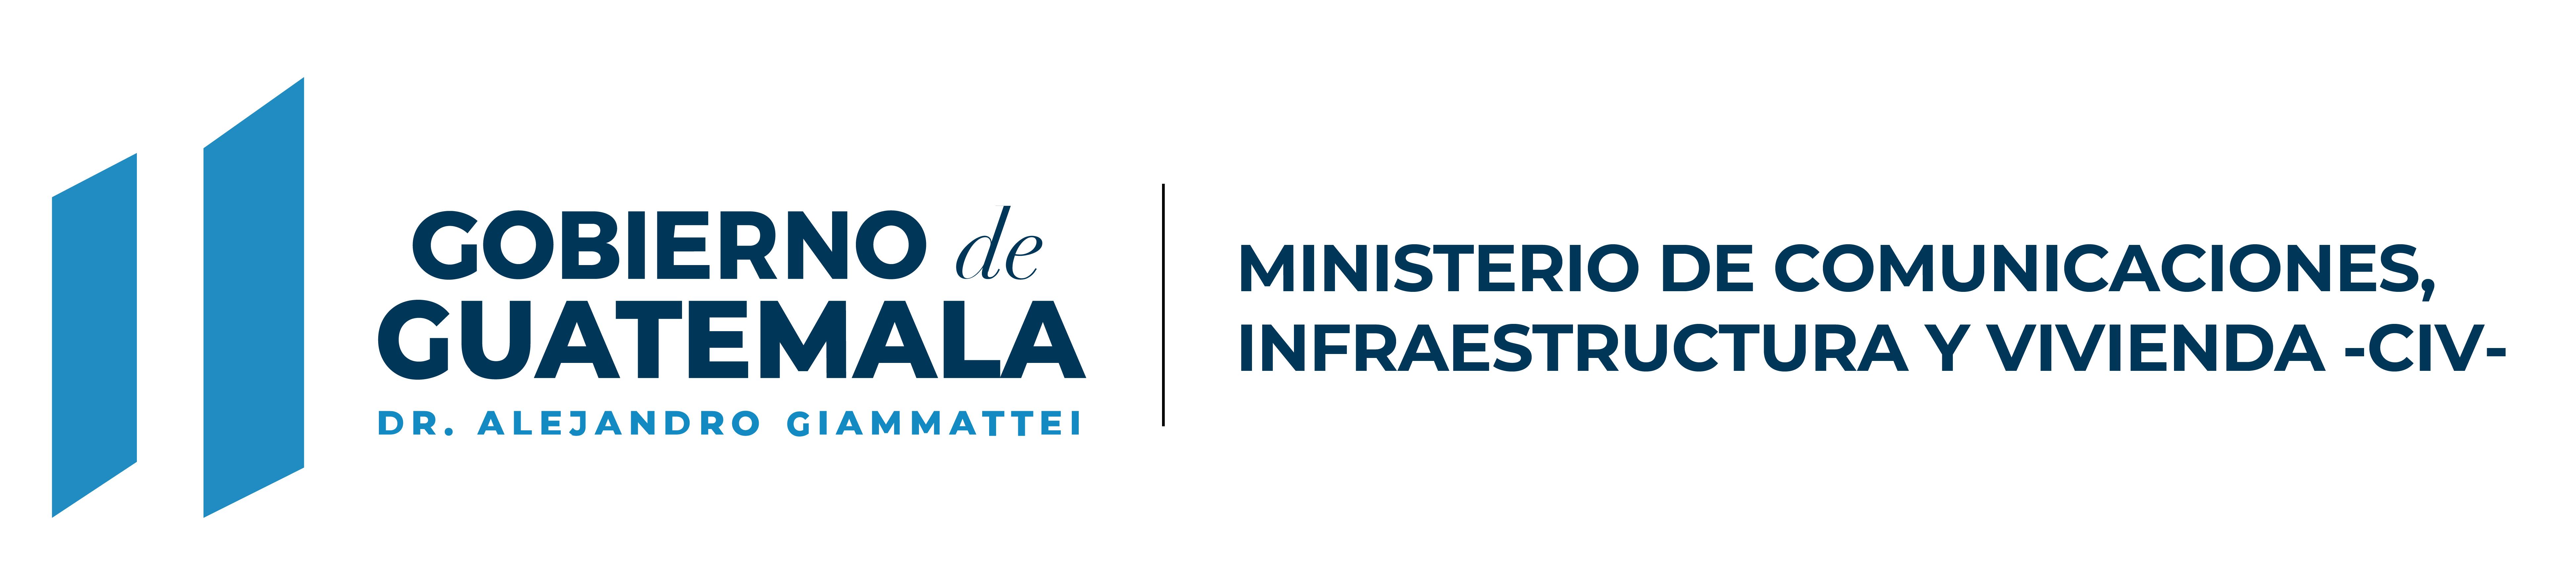 GOBIERNO de
GUATEMALA
DR. ALEJANDRO GIAMMATTEI
MINISTERIO DE COMUNICACIONES,
INFRAESTRUCTURA Y VIVIENDA -CIV-